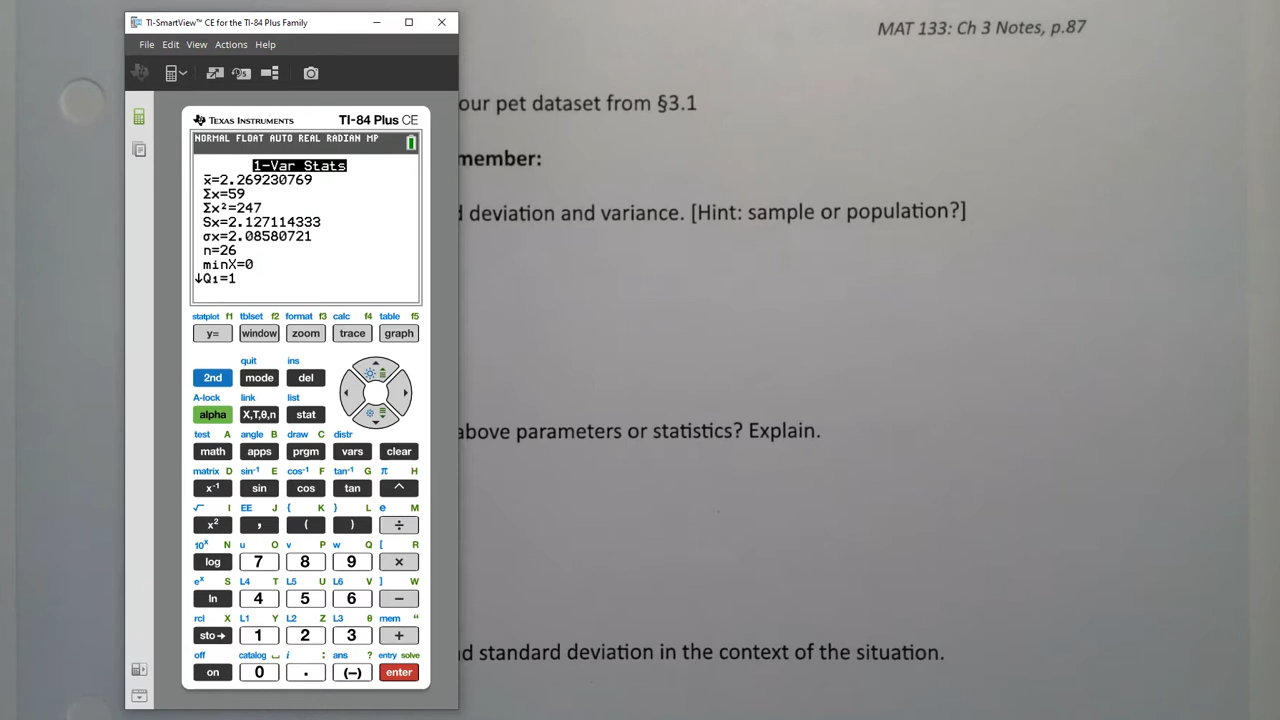 TI-SmartView™ CE for the TI-84 Plus Family
File Edit View Actions Help
TEXAS INSTRUMENTS TI-84 Plus CE
NORMAL FLOAT AUTO REAL RADIAN MP
1-Var Stats
x̄=2.269230769
Σx=59
Σx²=247
Sx=2.127114333
σx=2.08580721
n=26
minX=0
↓Q₁=1
statplot f1 tblset f2 format f3 calc f4 table f5
y= window zoom trace graph
quit ins
2nd mode del
A-lock link list
alpha X,T,θ,n stat
test A angle B draw C distr
math apps prgm vars clear
matrix D sin⁻¹ E cos⁻¹ F tan⁻¹ G π H
x⁻¹ sin cos tan ^
√ I EE J { K } L e M
x² , ( ) ÷
10ˣ N u O v P w Q [ R
log 7 8 9 ×
eˣ S L4 T L5 U L6 V ] W
ln 4 5 6 −
rcl X L1 Y L2 Z L3 θ mem “
sto→ 1 2 3 +
off catalog ⎵ i : ans ? entry solve
on 0 . (−) enter
MAT 133: Ch 3 Notes, p.87
our pet dataset from §3.1
member:
d deviation and variance. [Hint: sample or population?]
above parameters or statistics? Explain.
nd standard deviation in the context of the situation.